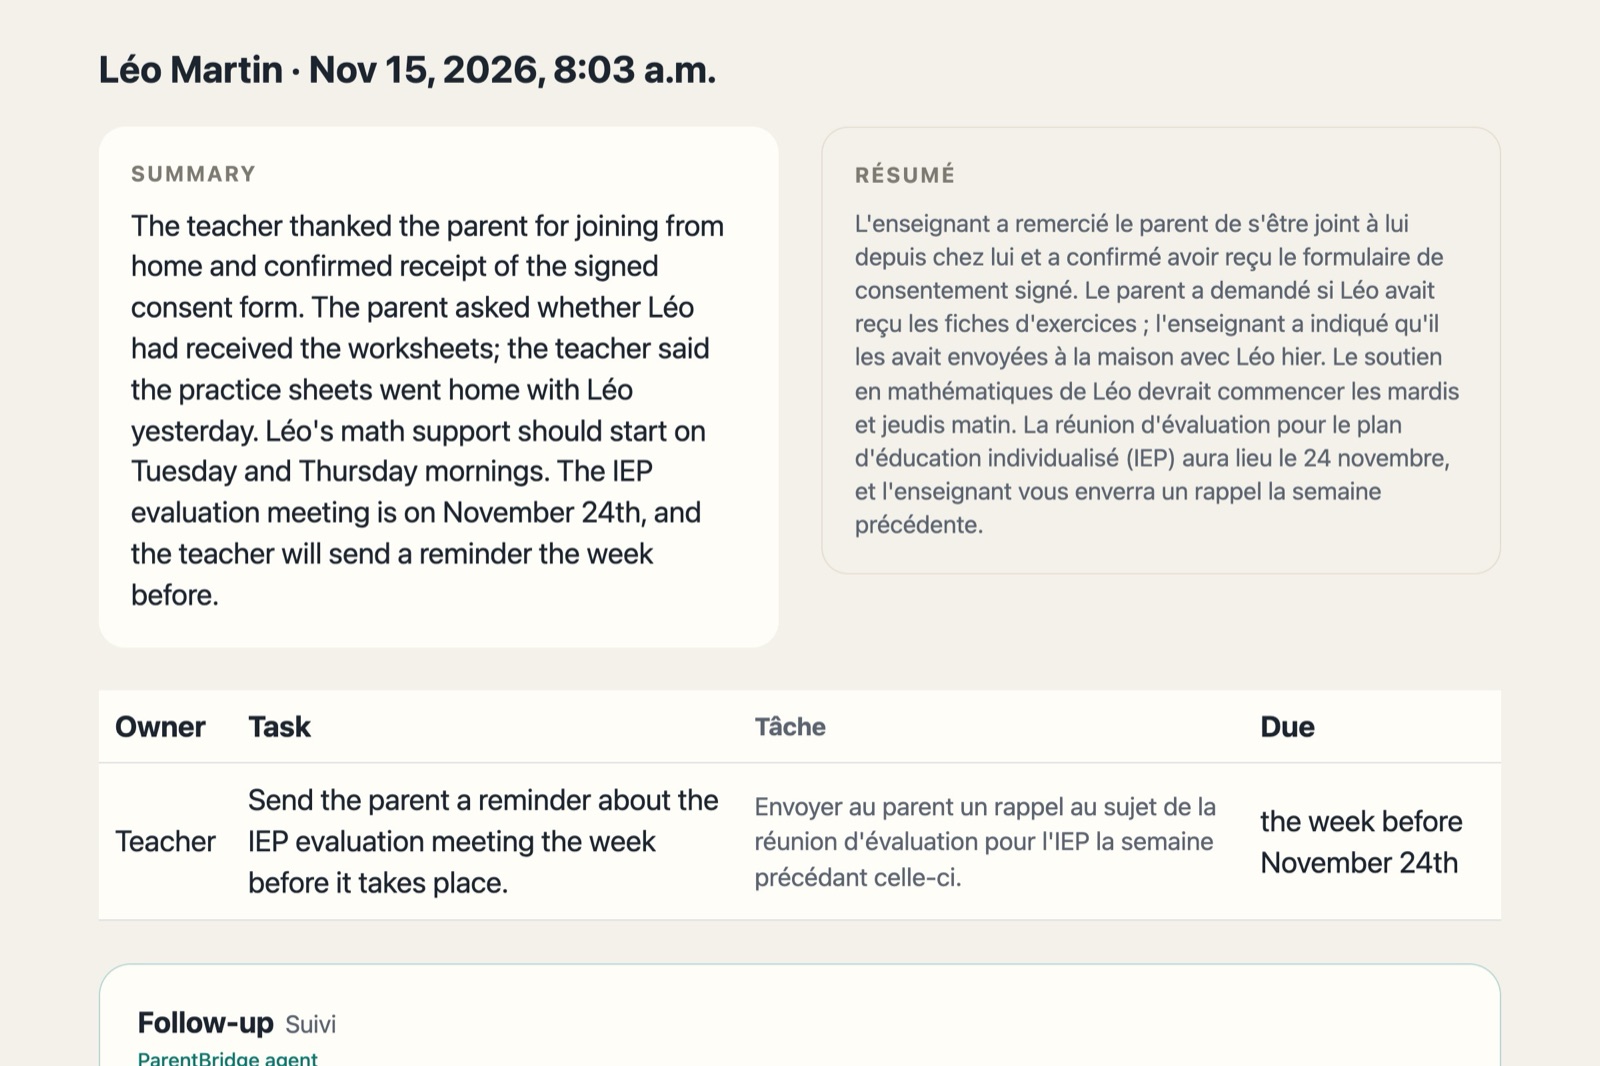 Léo Martin · Nov 15, 2026, 8:03 a.m.
SUMMARY
The teacher thanked the parent for joining from
home and confirmed receipt of the signed
consent form. The parent asked whether Léo
had received the worksheets; the teacher said
the practice sheets went home with Léo
yesterday. Léo's math support should start on
Tuesday and Thursday mornings. The IEP
evaluation meeting is on November 24th, and
the teacher will send a reminder the week
before.
RÉSUMÉ
L'enseignant a remercié le parent de s'être joint à lui
depuis chez lui et a confirmé avoir reçu le formulaire de
consentement signé. Le parent a demandé si Léo avait
reçu les fiches d'exercices ; l'enseignant a indiqué qu'il
les avait envoyées à la maison avec Léo hier. Le soutien
en mathématiques de Léo devrait commencer les mardis
et jeudis matin. La réunion d'évaluation pour le plan
d'éducation individualisé (IEP) aura lieu le 24 novembre,
et l'enseignant vous enverra un rappel la semaine
précédente.
Owner Task Tâche Due
Teacher
Send the parent a reminder about the
IEP evaluation meeting the week
before it takes place.
Envoyer au parent un rappel au sujet de la
réunion d'évaluation pour l'IEP la semaine
précédant celle-ci.
the week before
November 24th
Follow-up Suivi
ParentBridge agent